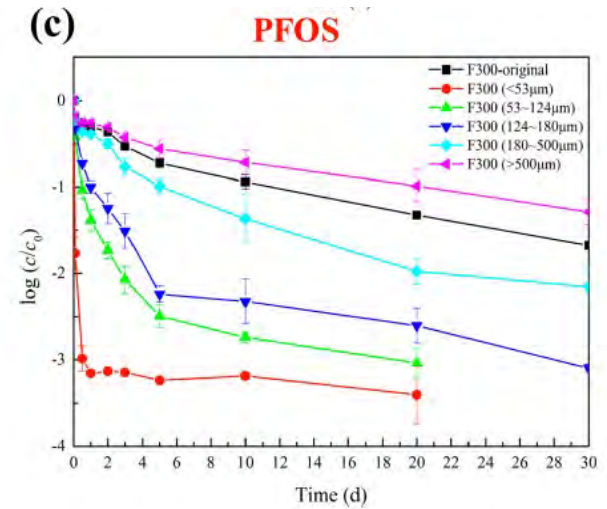 (c)
PFOS
F300-original
F300 (<53μm)
F300 (53~124μm)
F300 (124~180μm)
F300 (180~500μm)
F300 (>500μm)
0
-1
-2
-3
-4
log (c/c₀)
0 2 4 6 8 10 12 14 16 18 20 22 24 26 28 30
Time (d)